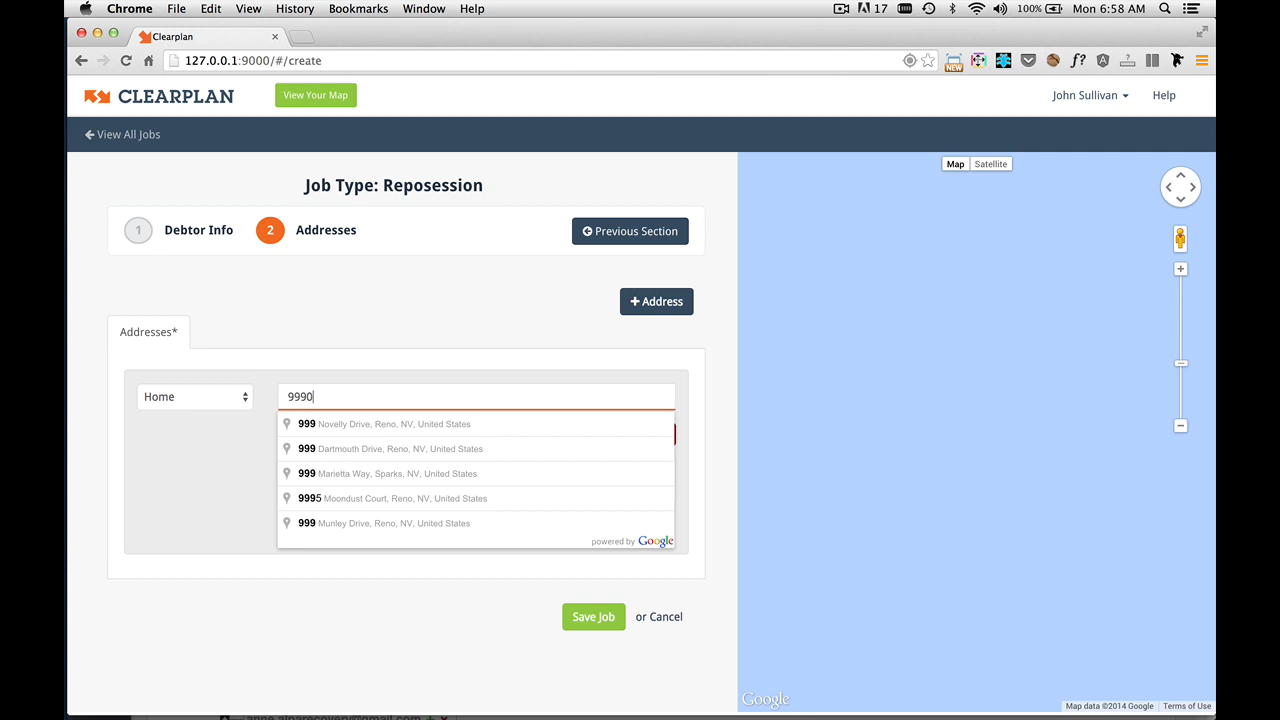 Chrome File Edit View History Bookmarks Window Help 17 100% Mon 6:58 AM
Clearplan
127.0.0.1:9000/#/create NEW f?
CLEARPLAN View Your Map John Sullivan Help
View All Jobs
Map Satellite
Job Type: Reposession
1 Debtor Info 2 Addresses Previous Section
+ Address
Addresses*
Home 9990
999 Novelly Drive, Reno, NV, United States
999 Dartmouth Drive, Reno, NV, United States
999 Marietta Way, Sparks, NV, United States
9995 Moondust Court, Reno, NV, United States
999 Munley Drive, Reno, NV, United States
powered by Google
Save Job or Cancel
Google Map data ©2014 Google Terms of Use
anne.alparecovery@gmail.com